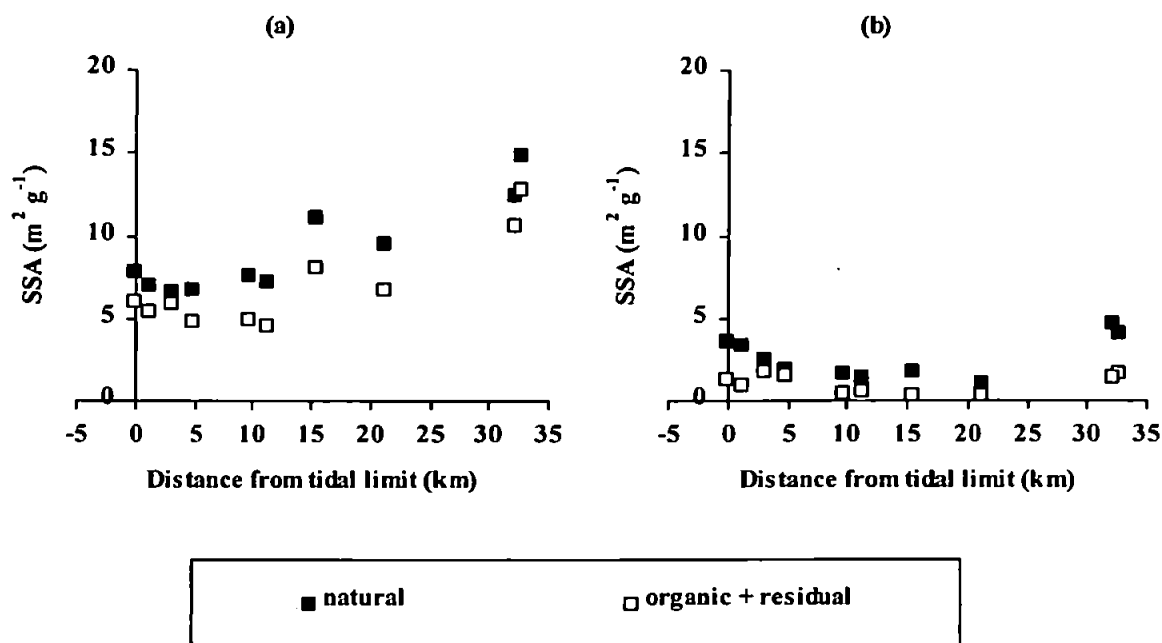 (a)
20
15
10
5
0
SSA (m² g⁻¹)
-5 0 5 10 15 20 25 30 35
Distance from tidal limit (km)
(b)
20
15
10
5
0
SSA (m² g⁻¹)
-5 0 5 10 15 20 25 30 35
Distance from tidal limit (km)
natural
organic + residual